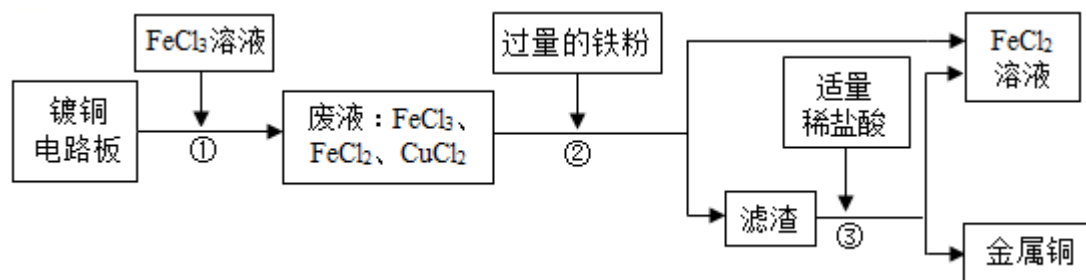 FeCl₃溶液
过量的铁粉
FeCl₂
溶液
镀铜
电路板
①
废液：FeCl₃、
FeCl₂、CuCl₂
②
适量
稀盐酸
滤渣
③
金属铜